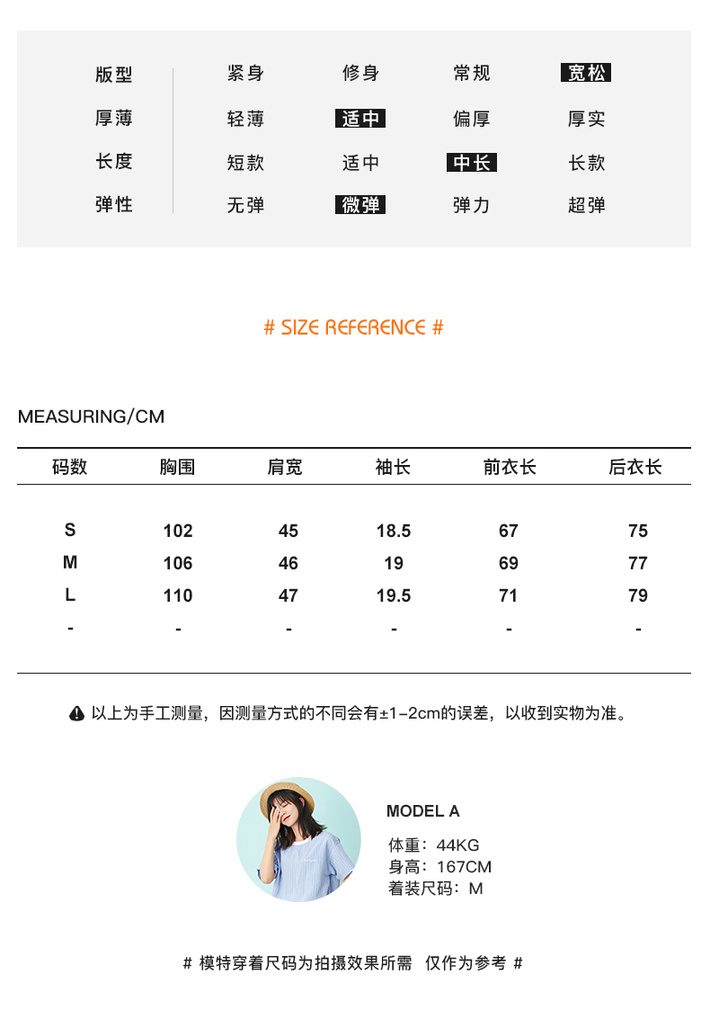 版型 紧身 修身 常规 宽松
厚薄 轻薄 适中 偏厚 厚实
长度 短款 适中 中长 长款
弹性 无弹 微弹 弹力 超弹
# SIZE REFERENCE #
MEASURING/CM
码数 胸围 肩宽 袖长 前衣长 后衣长
S 102 45 18.5 67 75
M 106 46 19 69 77
L 110 47 19.5 71 79
- - - - - -
以上为手工测量，因测量方式的不同会有±1-2cm的误差，以收到实物为准。
MODEL A
体重：44KG
身高：167CM
着装尺码：M
# 模特穿着尺码为拍摄效果所需 仅作为参考 #